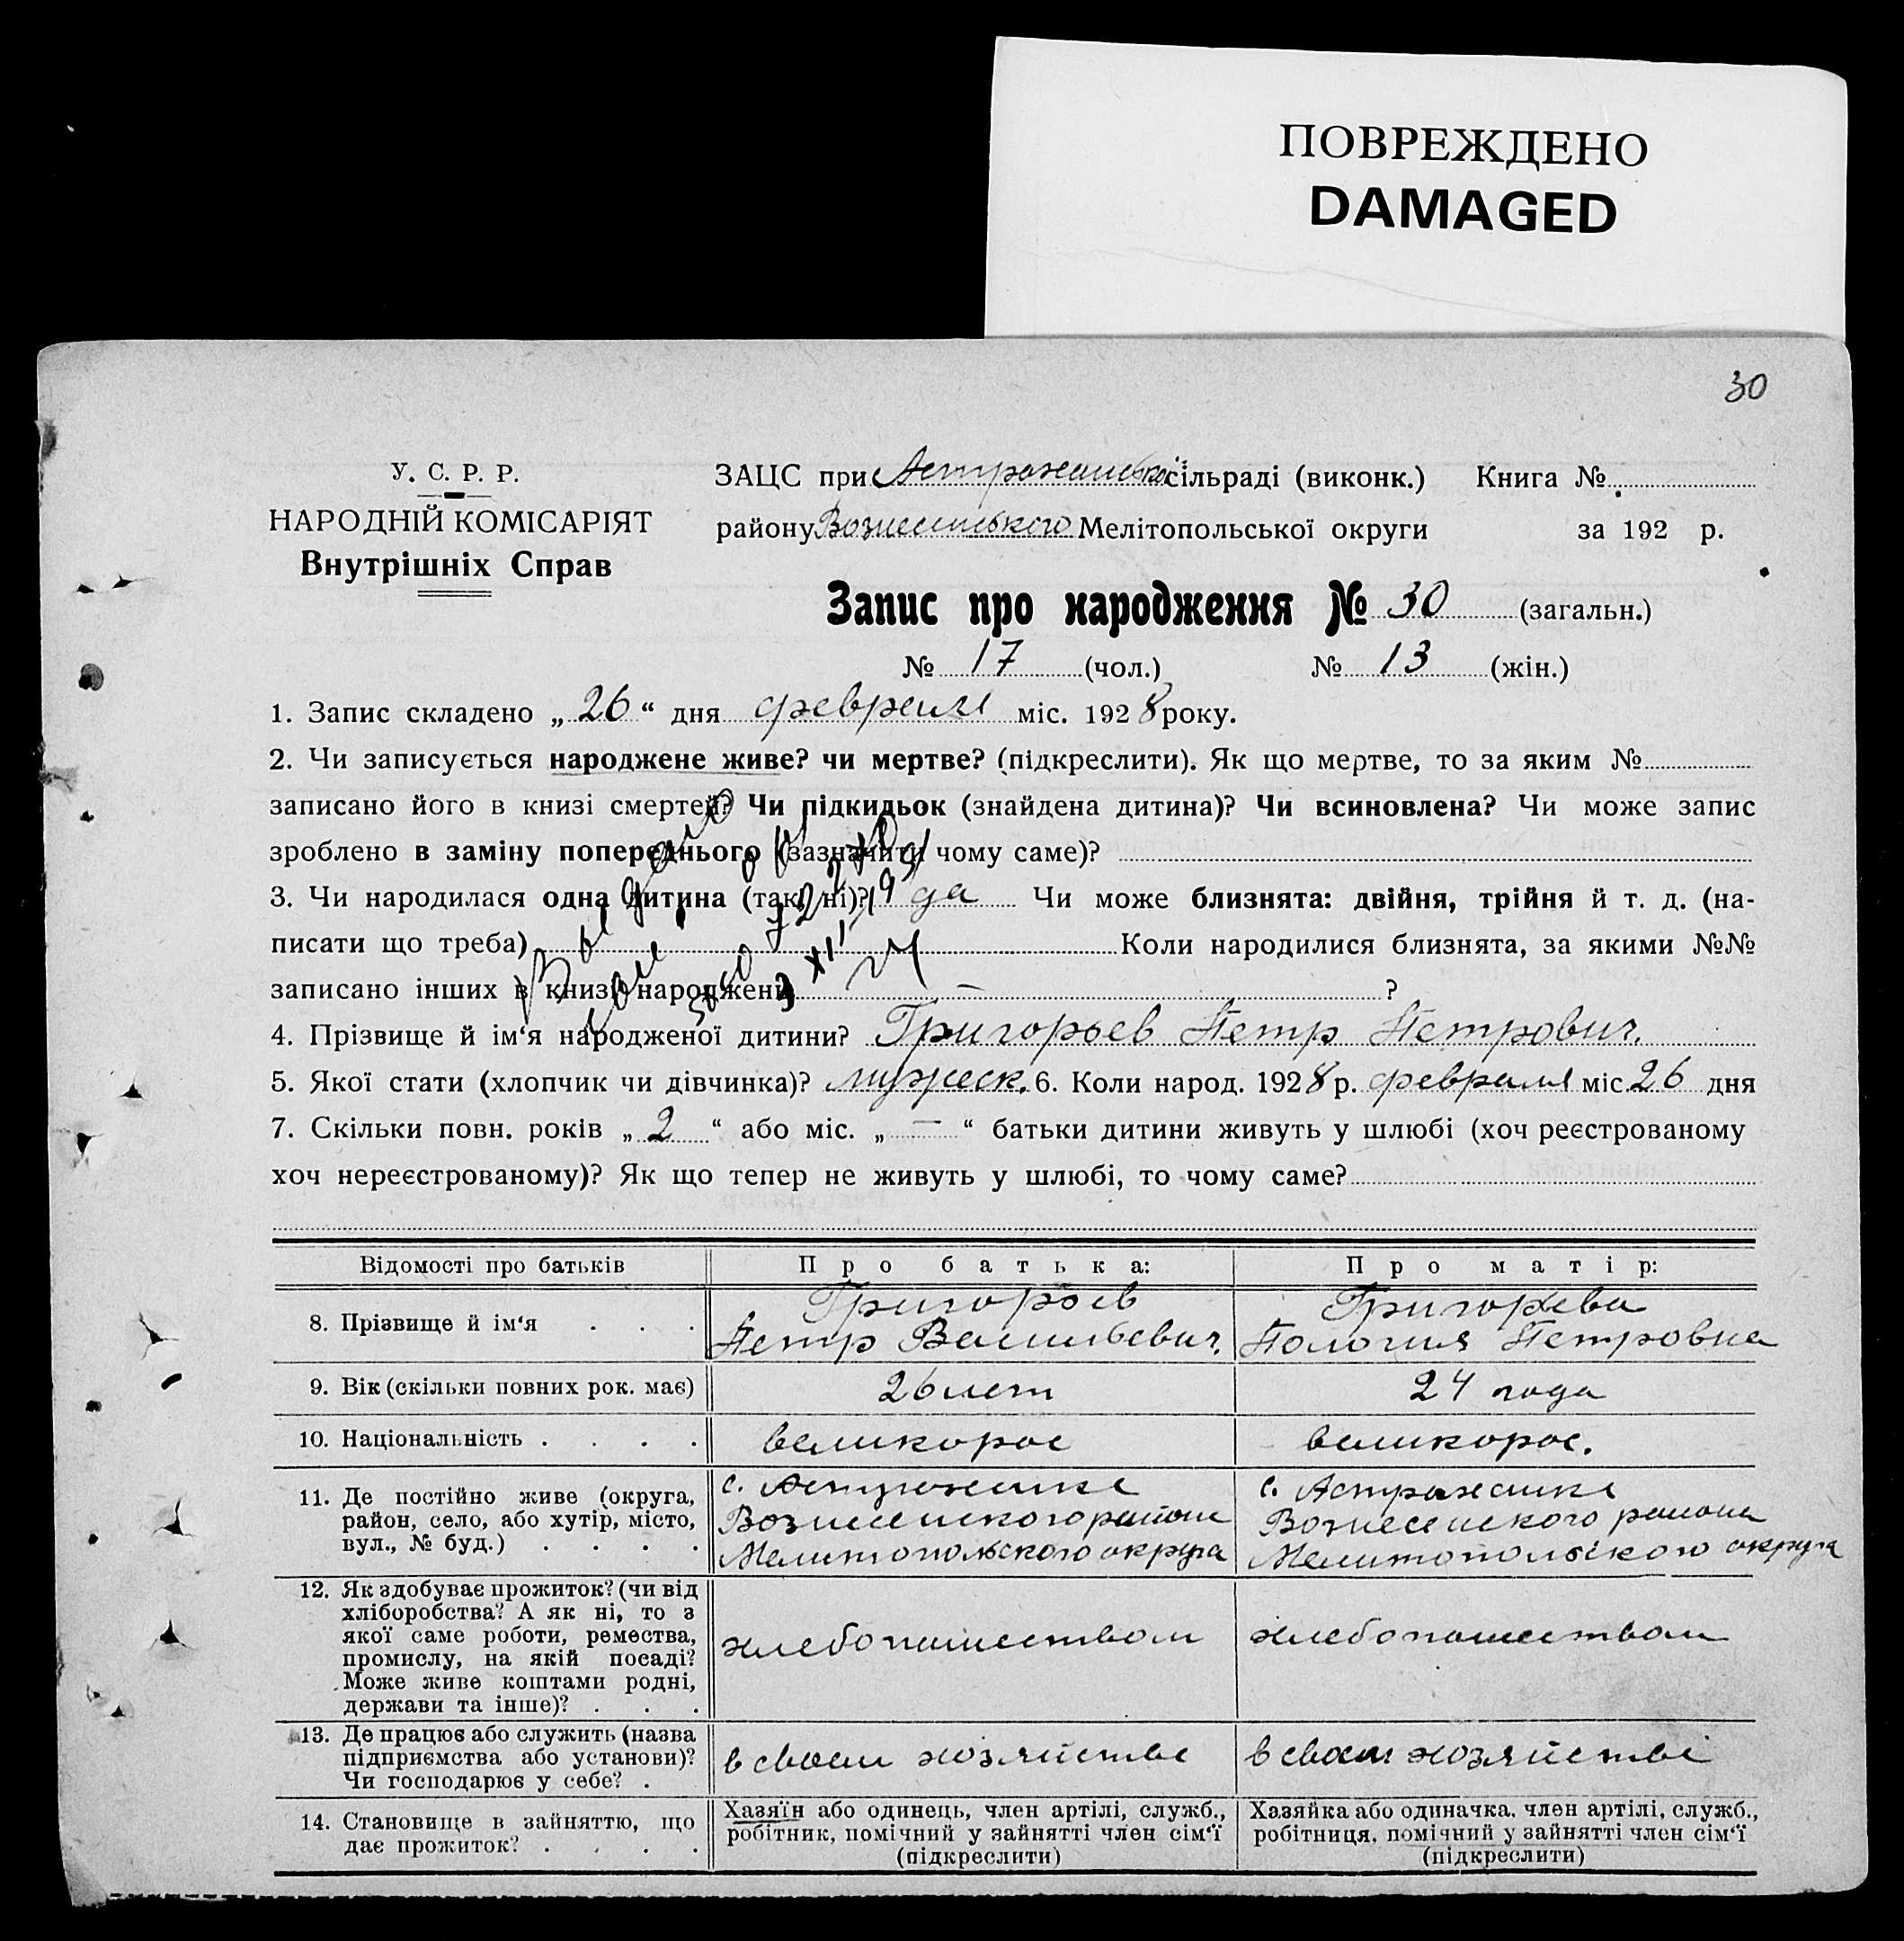 ПОВРЕЖДЕНО
DAMAGED
30
У. С. Р. Р.
НАРОДНІЙ КОМІСАРІЯТ
Внутрішніх Справ
ЗАЦС при Астраханській сільраді (виконк.) Книга №
району Вознесенського Мелітопольської округи за 192 р.
Запис про народження № 30 (загальн.)
№ 17 (чол.) № 13 (жін.)
1. Запис складено „ 26 “ дня февраля міс. 1928 року.
2. Чи записується народжене живе? чи мертве? (підкреслити). Як що мертве, то за яким №
записано його в книзі смертей? Чи підкидьок (знайдена дитина)? Чи всиновлена? Чи може запис
зроблено в заміну попереднього (зазначити чому саме)?
3. Чи народилася одна дитина (так, ні)? да Чи може близнята: двійня, трійня й т. д. (на-
писати що треба) Коли народилися близнята, за якими №№
записано інших в книзі народжень ?
4. Прізвище й ім‘я народженої дитини? Григорьев Петр Петрович.
5. Якої стати (хлопчик чи дівчинка)? мужеск. 6. Коли народ. 1928 р. февраля міс. 26 дня
7. Скільки повн. років „ 2 “ або міс. „ — “ батьки дитини живуть у шлюбі (хоч реєстрованому
хоч нереєстрованому)? Як що тепер не живуть у шлюбі, то чому саме?
Відомості про батьків Про батька: Про матір:
8. Прізвище й ім‘я . . .
Григорьев
Петр Васильевич.
Григорьева
Пология Петровна
9. Вік (скільки повних рок. має) 26 лет 24 года
10. Національність . . . . великорос великорос.
11. Де постійно живе (округа,
район, село, або хутір, місто,
вул., № буд.) . . . .
с. Астраханке
Вознесенского района
Мелитопольского округа
с. Астраханке
Вознесенского района
Мелитопольского округа
12. Як здобуває прожиток? (чи від
хліборобства? А як ні, то з
якої саме роботи, ремества,
промислу, на якій посаді?
Може живе коштами родні,
держави та інше)? . . .
хлебопашеством
хлебопашеством
13. Де працює або служить (назва
підприємства або установи)?
Чи господарює у себе? .
в своем хозяйстве
в своем хозяйстве
14. Становище в зайняттю, що
дає прожиток? . . . .
Хазяїн або одинець, член артілі, служб.,
робітник, помічний у зайнятті член сім‘ї
(підкреслити)
Хазяйка або одиначка, член артілі, служб.,
робітниця, помічний у зайнятті член сім‘ї
(підкреслити)